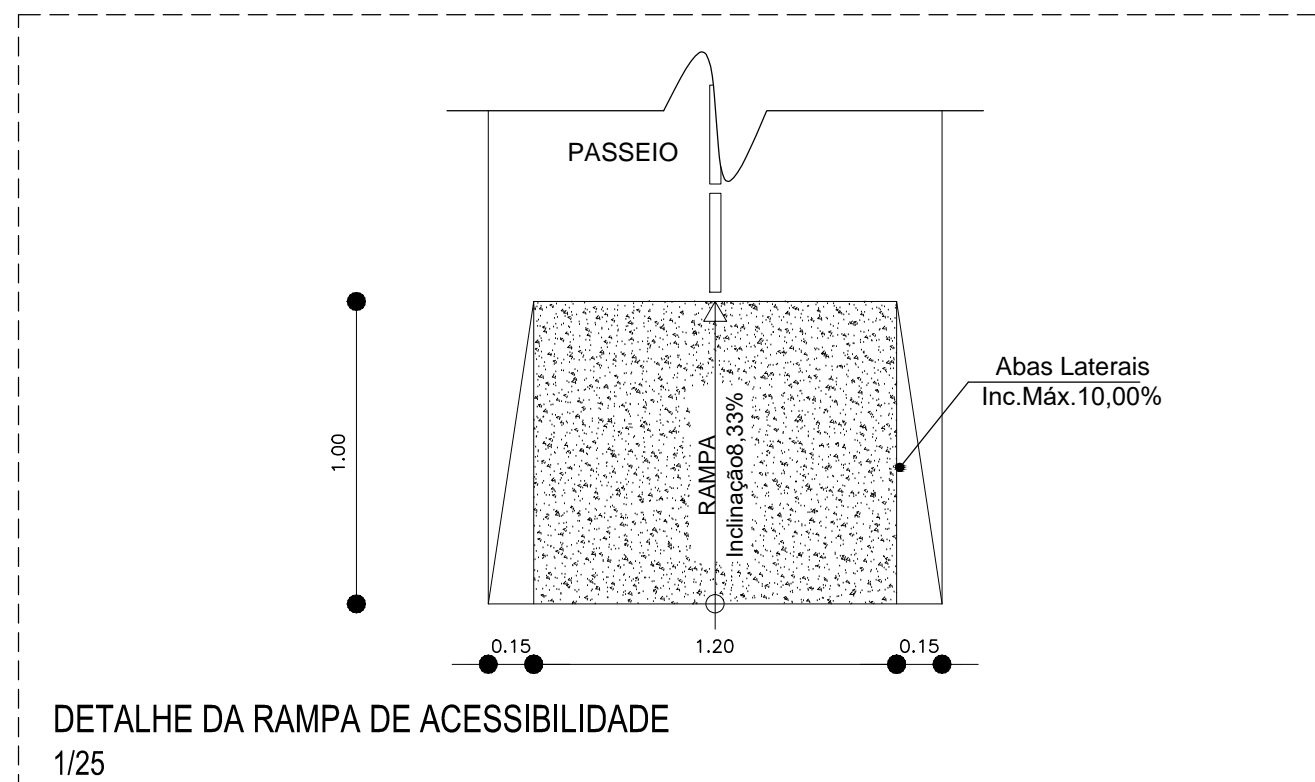 PASSEIO
Abas Laterais
Inc.Máx.10,00%
1.00
RAMPA
Inclinação8,33%
0.15
1.20
0.15
DETALHE DA RAMPA DE ACESSIBILIDADE
1/25